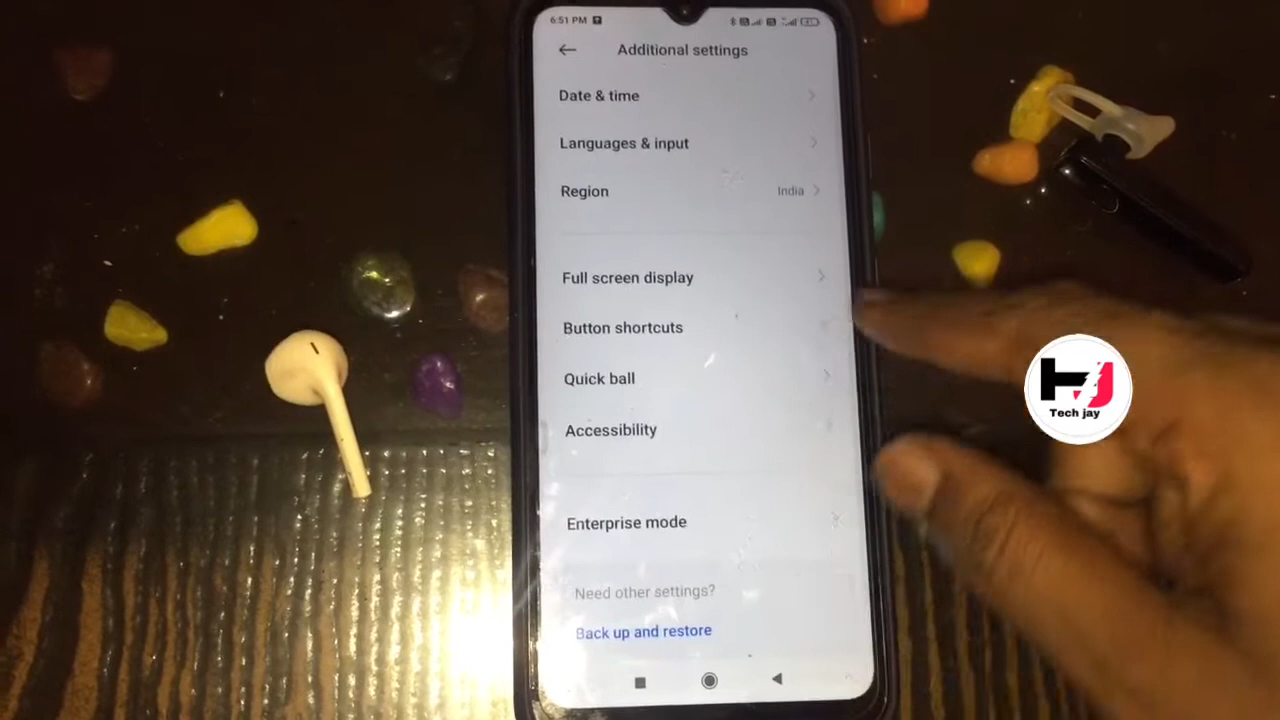 6:51 PM
Additional settings
Date & time
Languages & input
Region
India
Full screen display
Button shortcuts
Quick ball
Accessibility
Enterprise mode
Need other settings?
Back up and restore
HJ
Tech jay